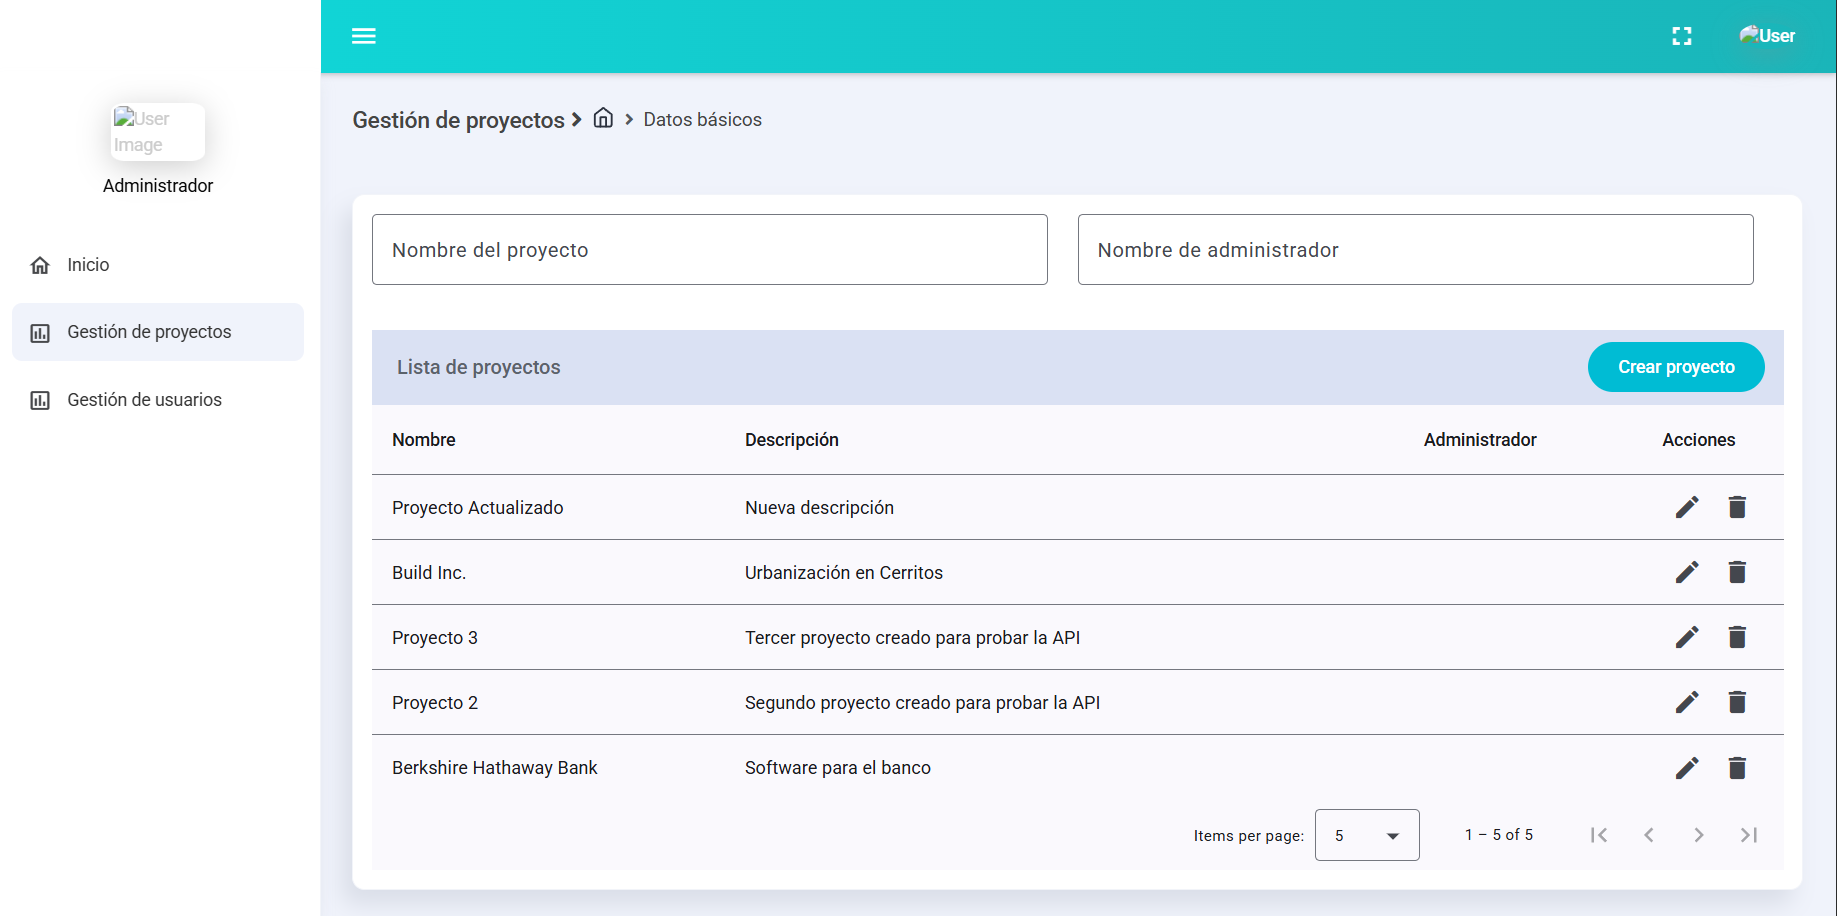 User
User
Image
Administrador
Inicio
Gestión de proyectos
Gestión de usuarios
Gestión de proyectos
Datos básicos
Nombre del proyecto
Nombre de administrador
Lista de proyectos
Crear proyecto
Nombre Descripción Administrador Acciones
Proyecto Actualizado Nueva descripción
Build Inc. Urbanización en Cerritos
Proyecto 3 Tercer proyecto creado para probar la API
Proyecto 2 Segundo proyecto creado para probar la API
Berkshire Hathaway Bank Software para el banco
Items per page: 5 1 – 5 of 5